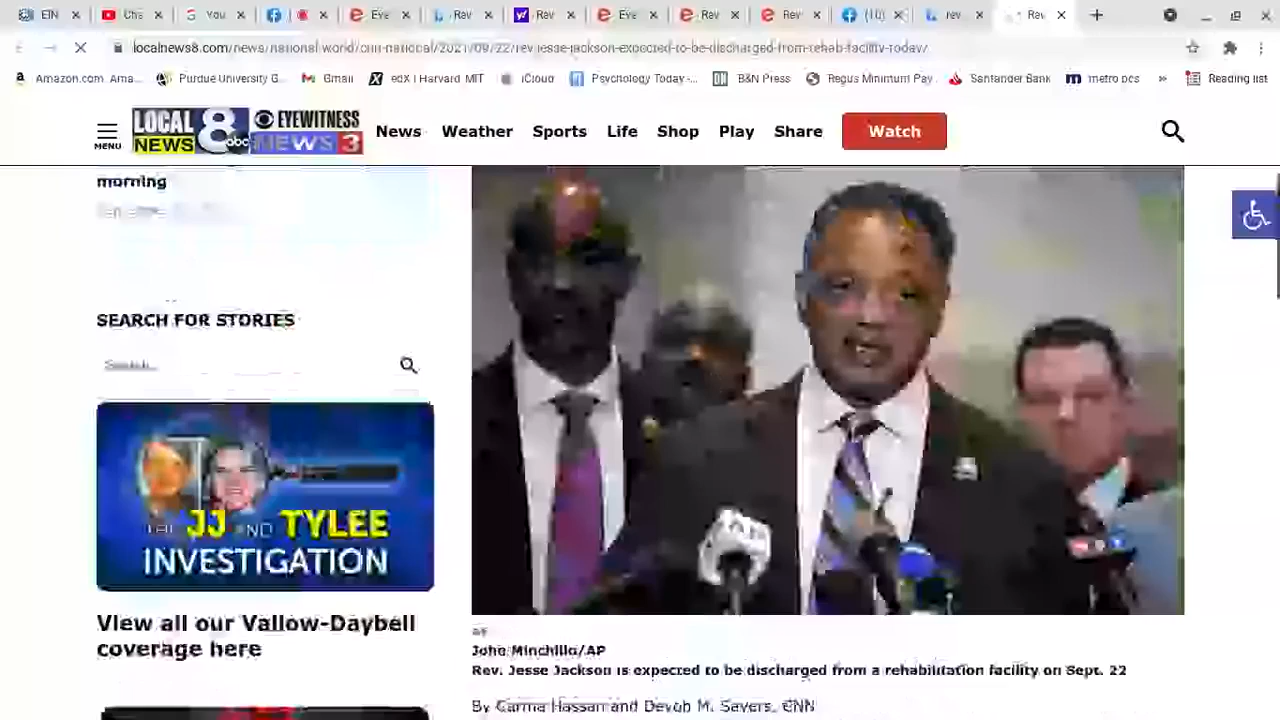 EIN
Cha
You
Eye
Rev
Rev
Eye
Rev
Rev
(10)
rev
Rev
localnews8.com/news/national-world/cnn-national/2021/09/22/rev-jesse-jackson-expected-to-be-discharged-from-rehab-facility-today/
Amazon.com: Ama...
Purdue University G...
Gmail
edX | Harvard, MIT
iCloud
Psychology Today -...
B&N Press
Regus Minimum Pay
Santander Bank
metro pcs
»
Reading list
MENU
LOCAL NEWS 8 abc
EYEWITNESS NEWS 3
News
Weather
Sports
Life
Shop
Play
Share
Watch
morning
SEARCH FOR STORIES
Search...
THE JJ AND TYLEE
INVESTIGATION
View all our Vallow-Daybell
coverage here
John Minchillo/AP
Rev. Jesse Jackson is expected to be discharged from a rehabilitation facility on Sept. 22
By Carma Hassan and Devon M. Sayers, CNN